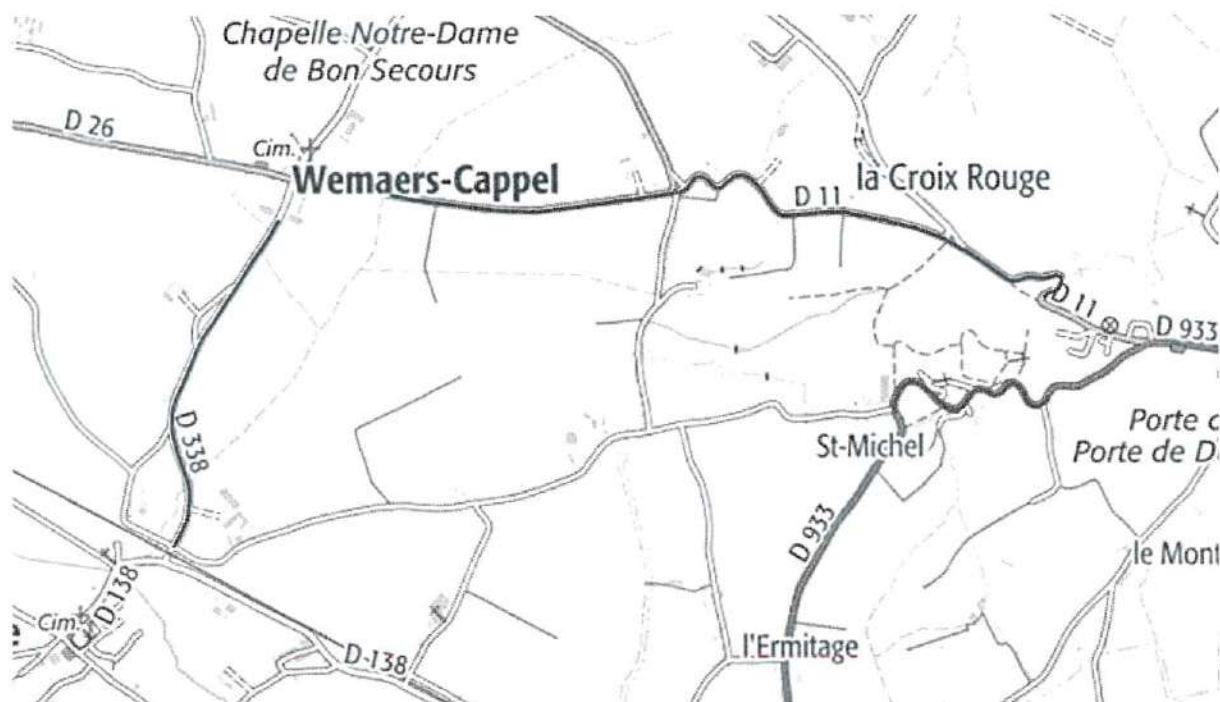 Chapelle Notre-Dame
de Bon Secours
D 26
Cim.
Wemaers-Cappel
la Croix Rouge
D 11
D 11
D 933
D 338
St-Michel
Porte
Porte de
D 933
le Mont
D 138
Cim.
l'Ermitage
D 138